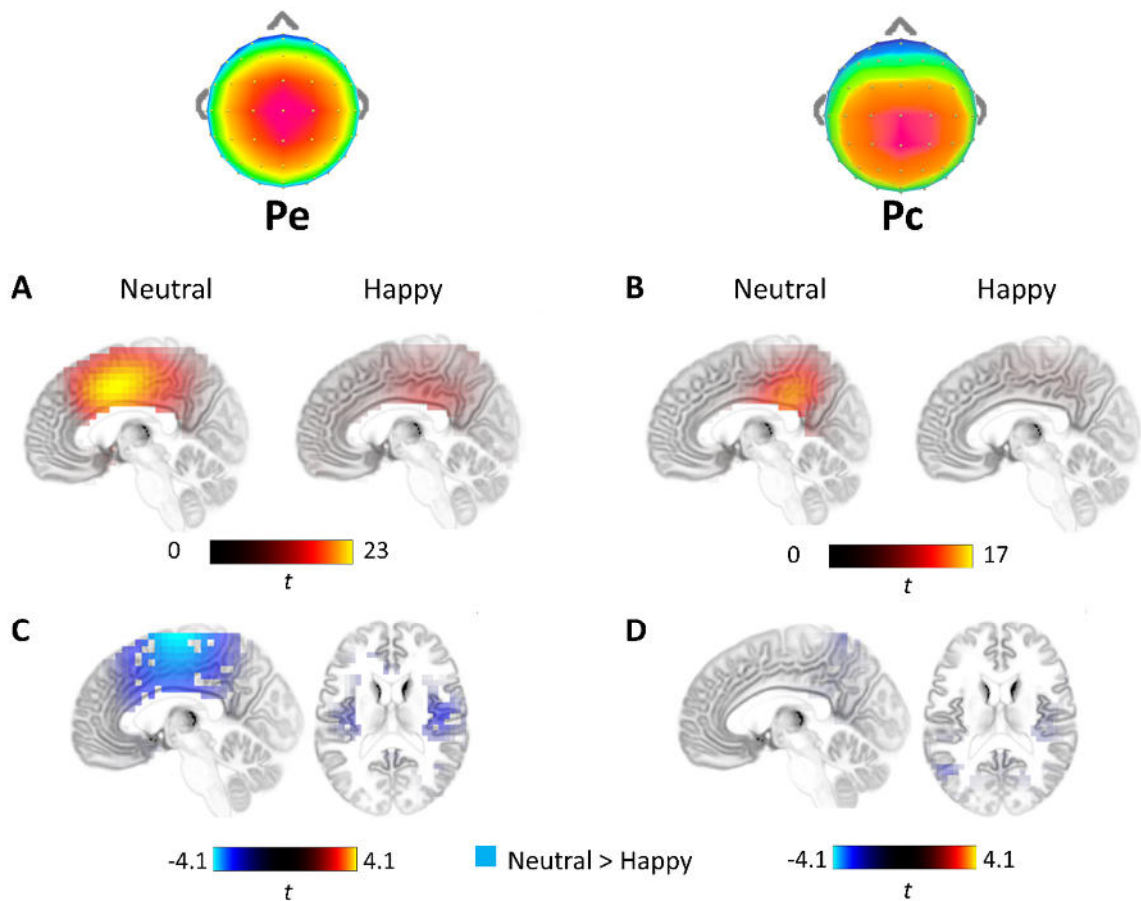 Pe
Pc
A
Neutral
Happy
B
Neutral
Happy
0
23
t
0
17
t
C
D
-4.1
4.1
t
Neutral > Happy
-4.1
4.1
t